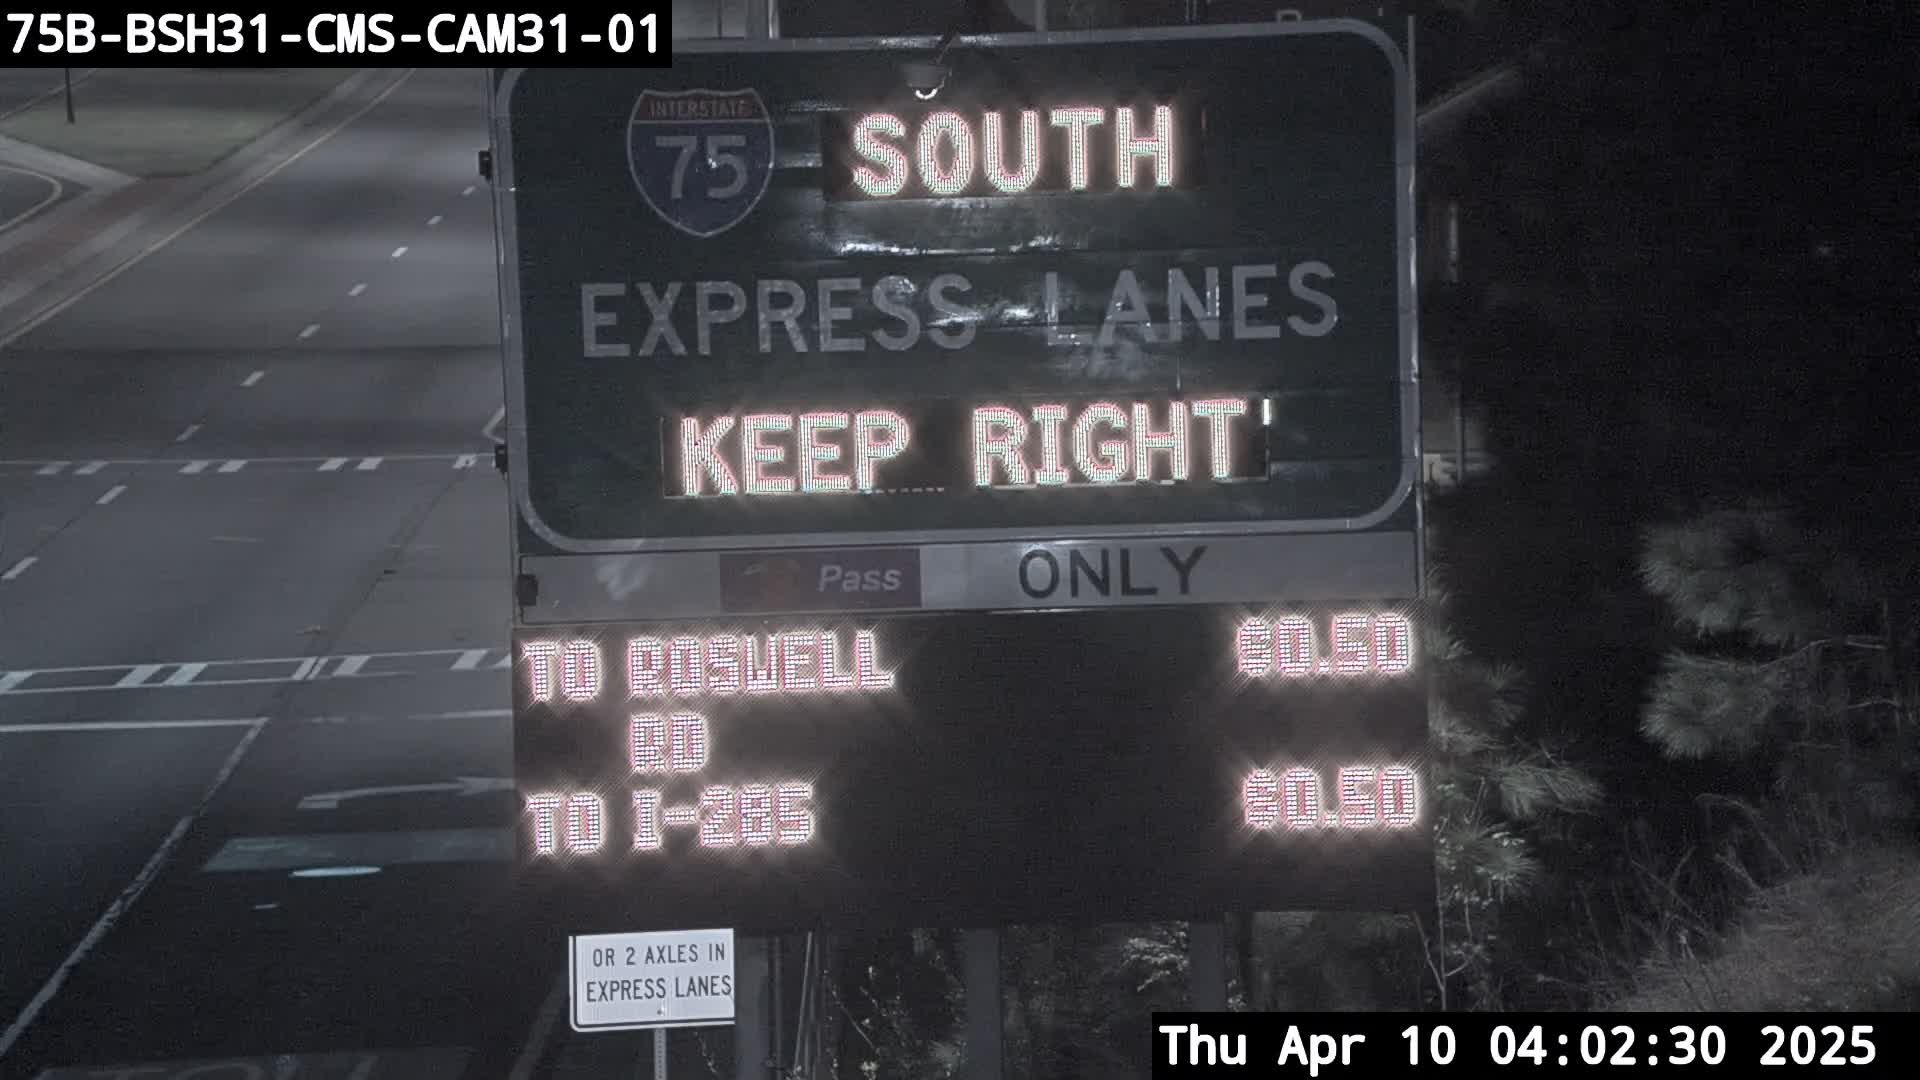 75B-BSH31-CMS-CAM31-01
INTERSTATE
75
SOUTH
EXPRESS LANES
KEEP RIGHT
Pass ONLY
TO ROSWELL $0.50
RD
TO I-285 $0.50
OR 2 AXLES IN
EXPRESS LANES
Thu Apr 10 04:02:30 2025